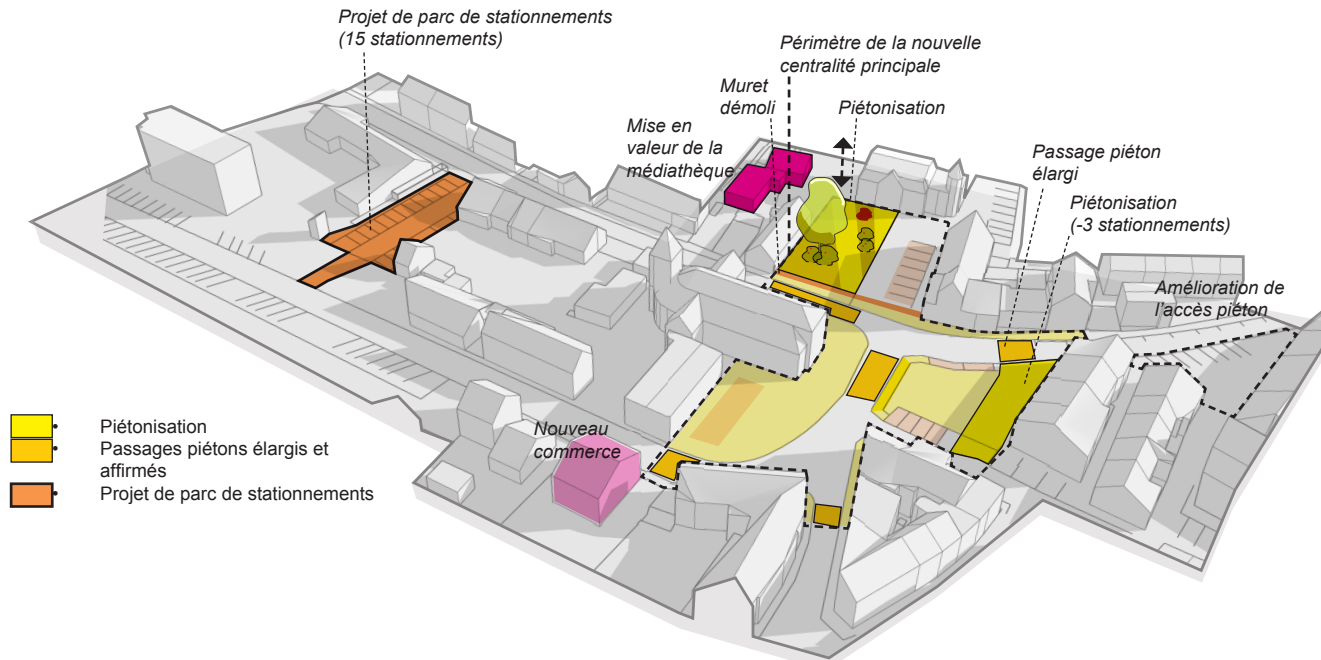 Projet de parc de stationnements
(15 stationnements)
Périmètre de la nouvelle
centralité principale
Muret
démoli
Piétonisation
Mise en
valeur de la
médiathèque
Passage piéton
élargi
Piétonisation
(-3 stationnements)
Amélioration de
l'accès piéton
Nouveau
commerce
Piétonisation
Passages piétons élargis et
affirmés
Projet de parc de stationnements